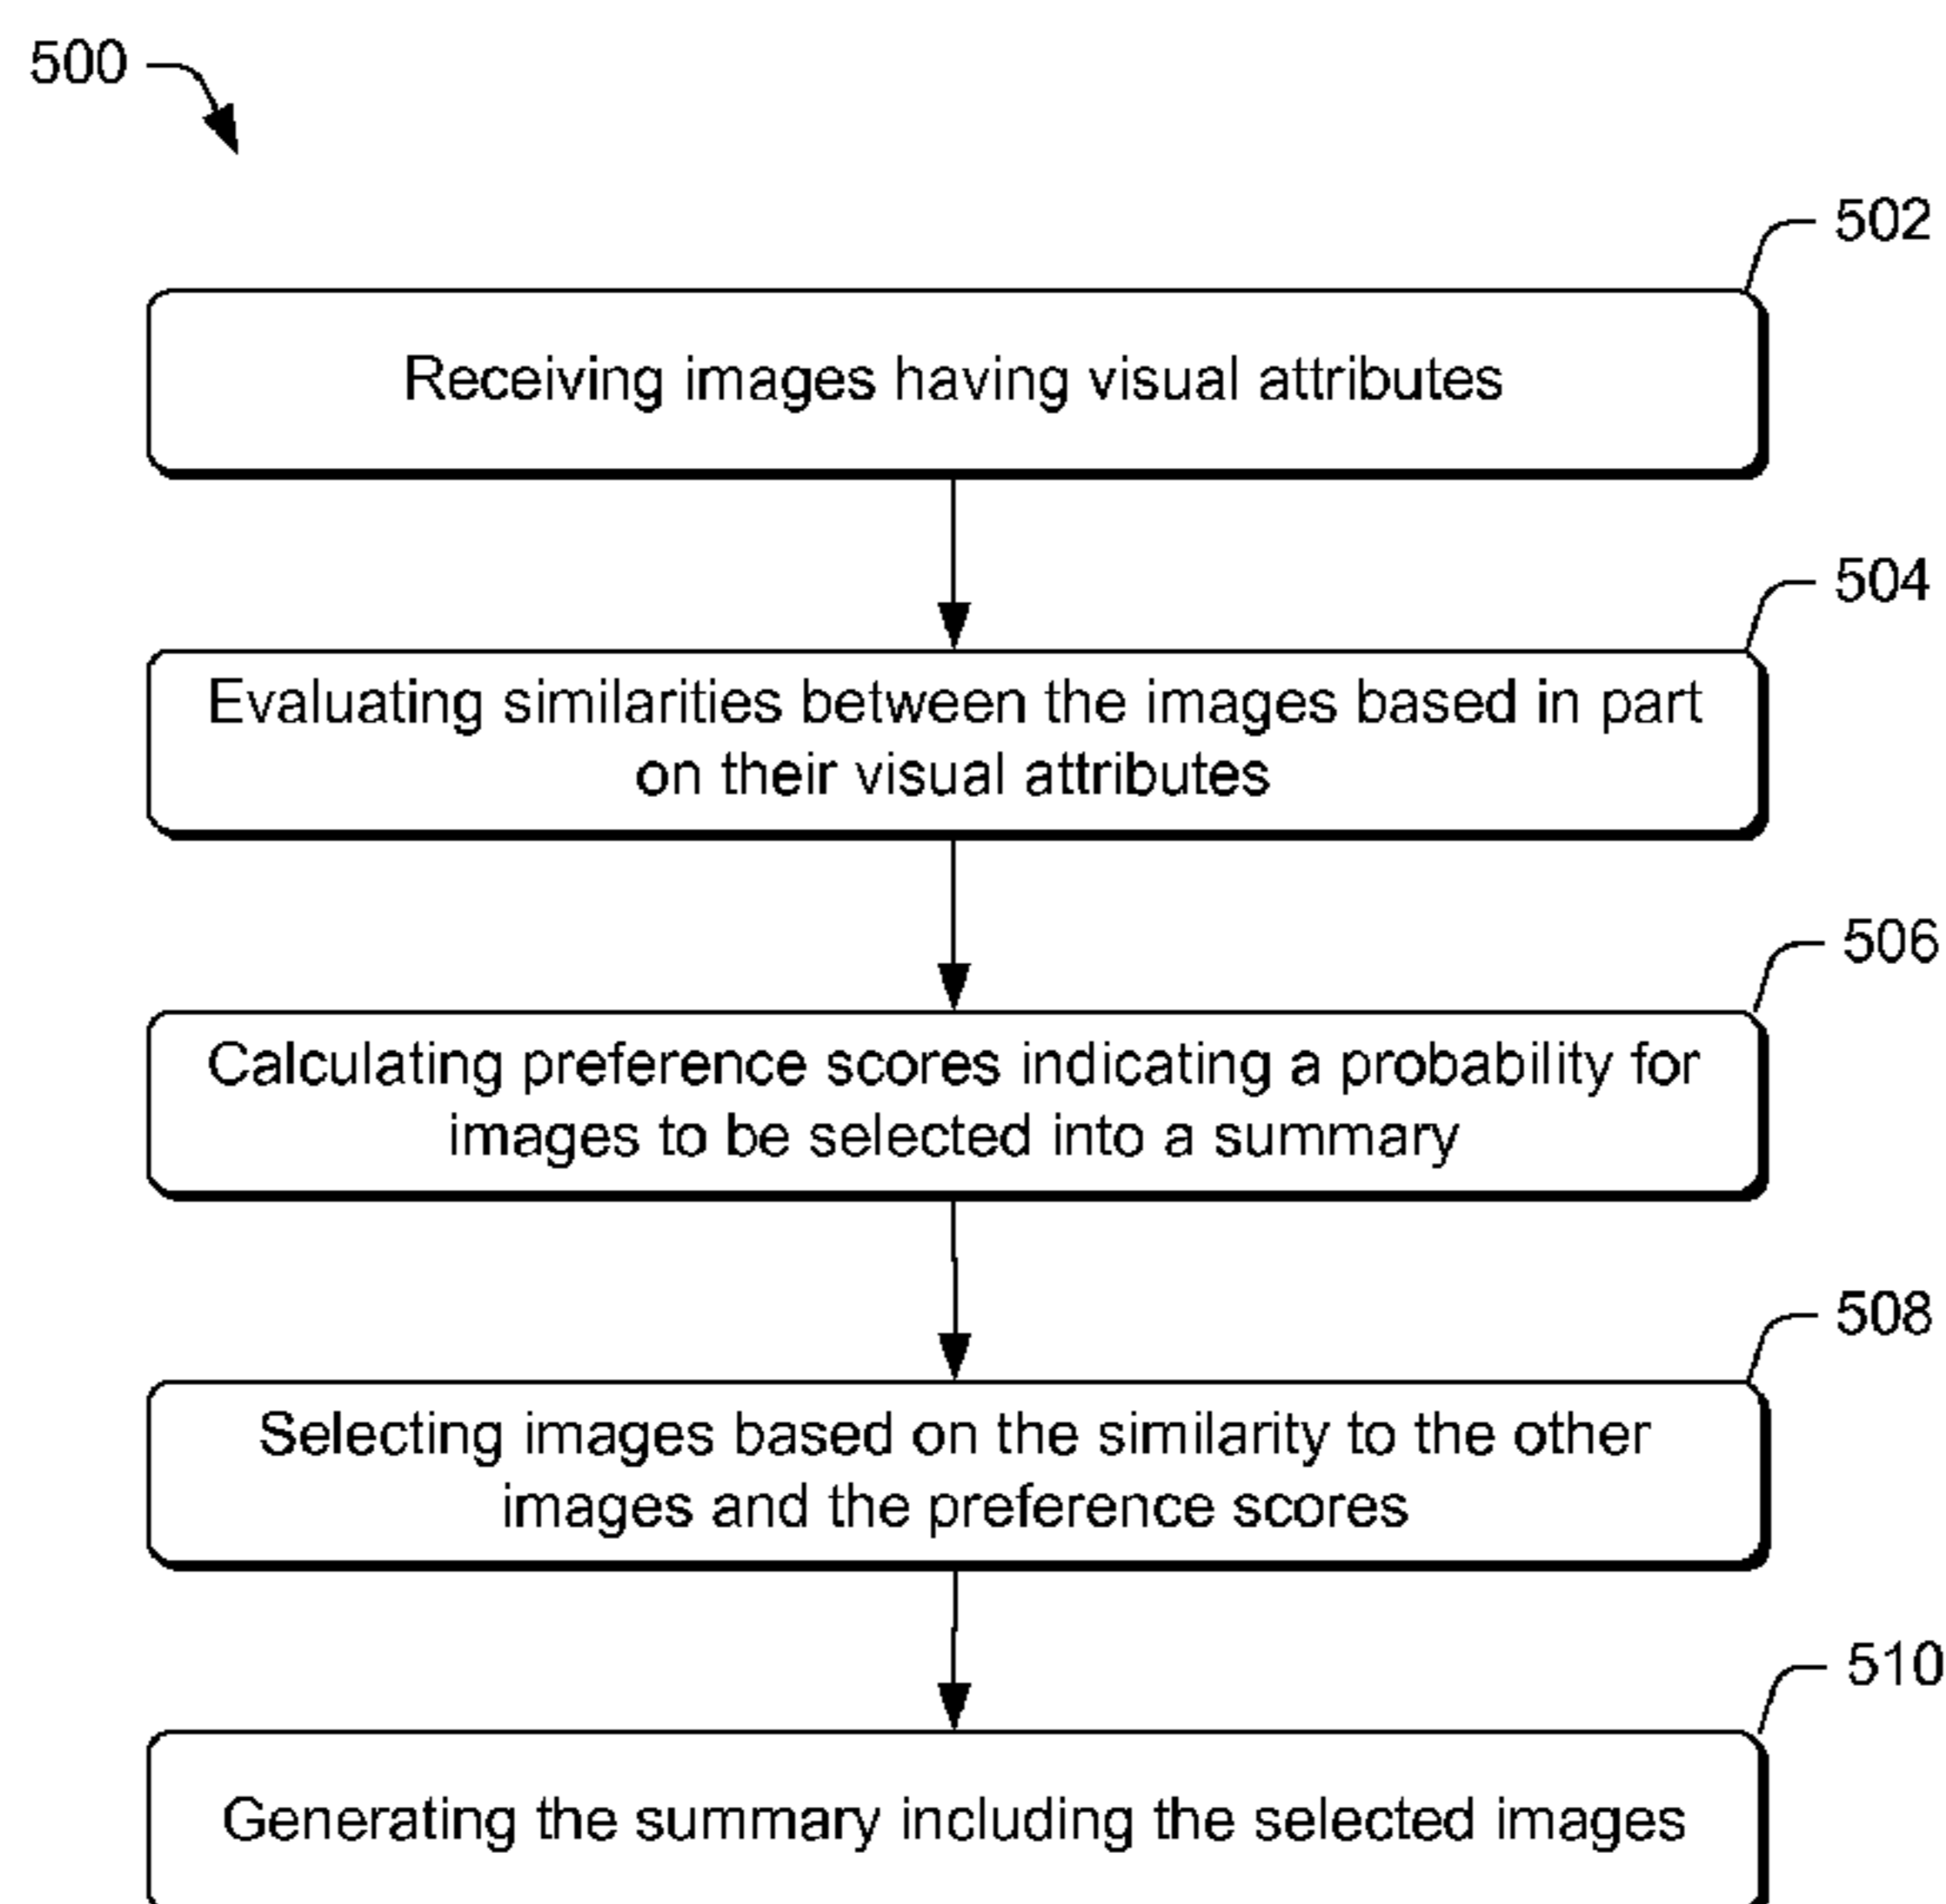 500
502
Receiving images having visual attributes
504
Evaluating similarities between the images based in part
on their visual attributes
506
Calculating preference scores indicating a probability for
images to be selected into a summary
508
Selecting images based on the similarity to the other
images and the preference scores
510
Generating the summary including the selected images